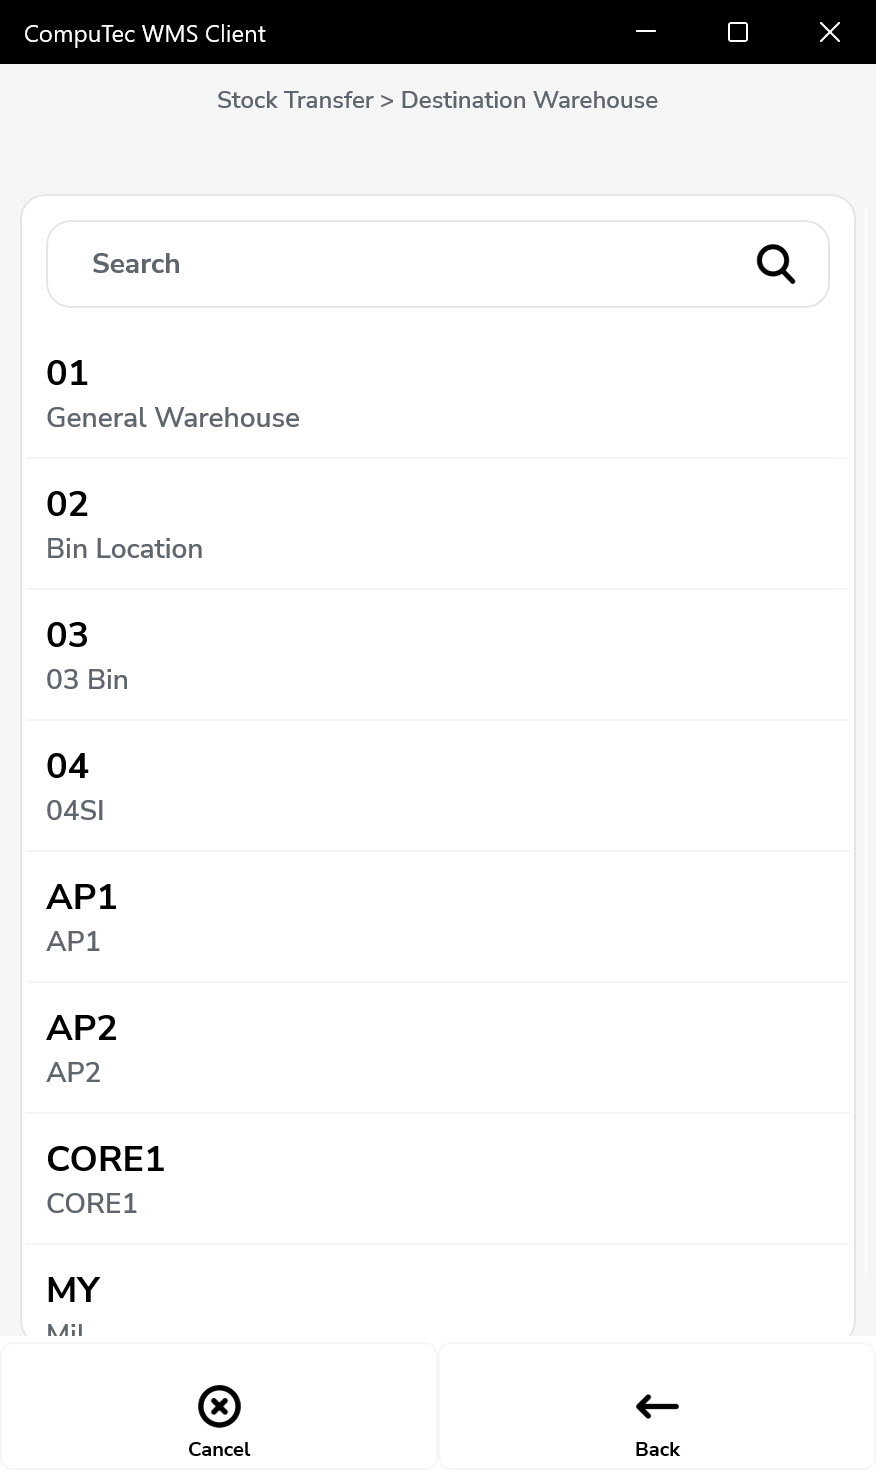 CompuTec WMS Client
Stock Transfer > Destination Warehouse
Search
01
General Warehouse
02
Bin Location
03
03 Bin
04
04SI
AP1
AP1
AP2
AP2
CORE1
CORE1
MY
Cancel
Back